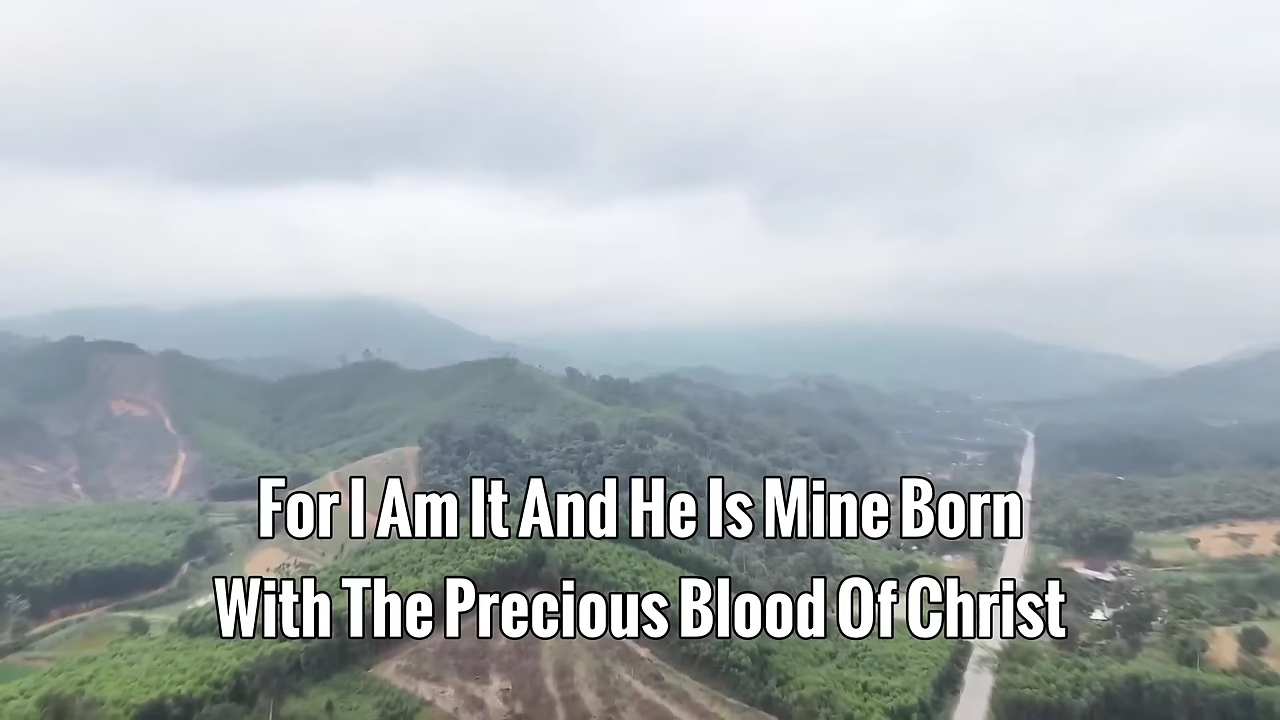 For I Am It And He Is Mine Born
With The Precious Blood Of Christ